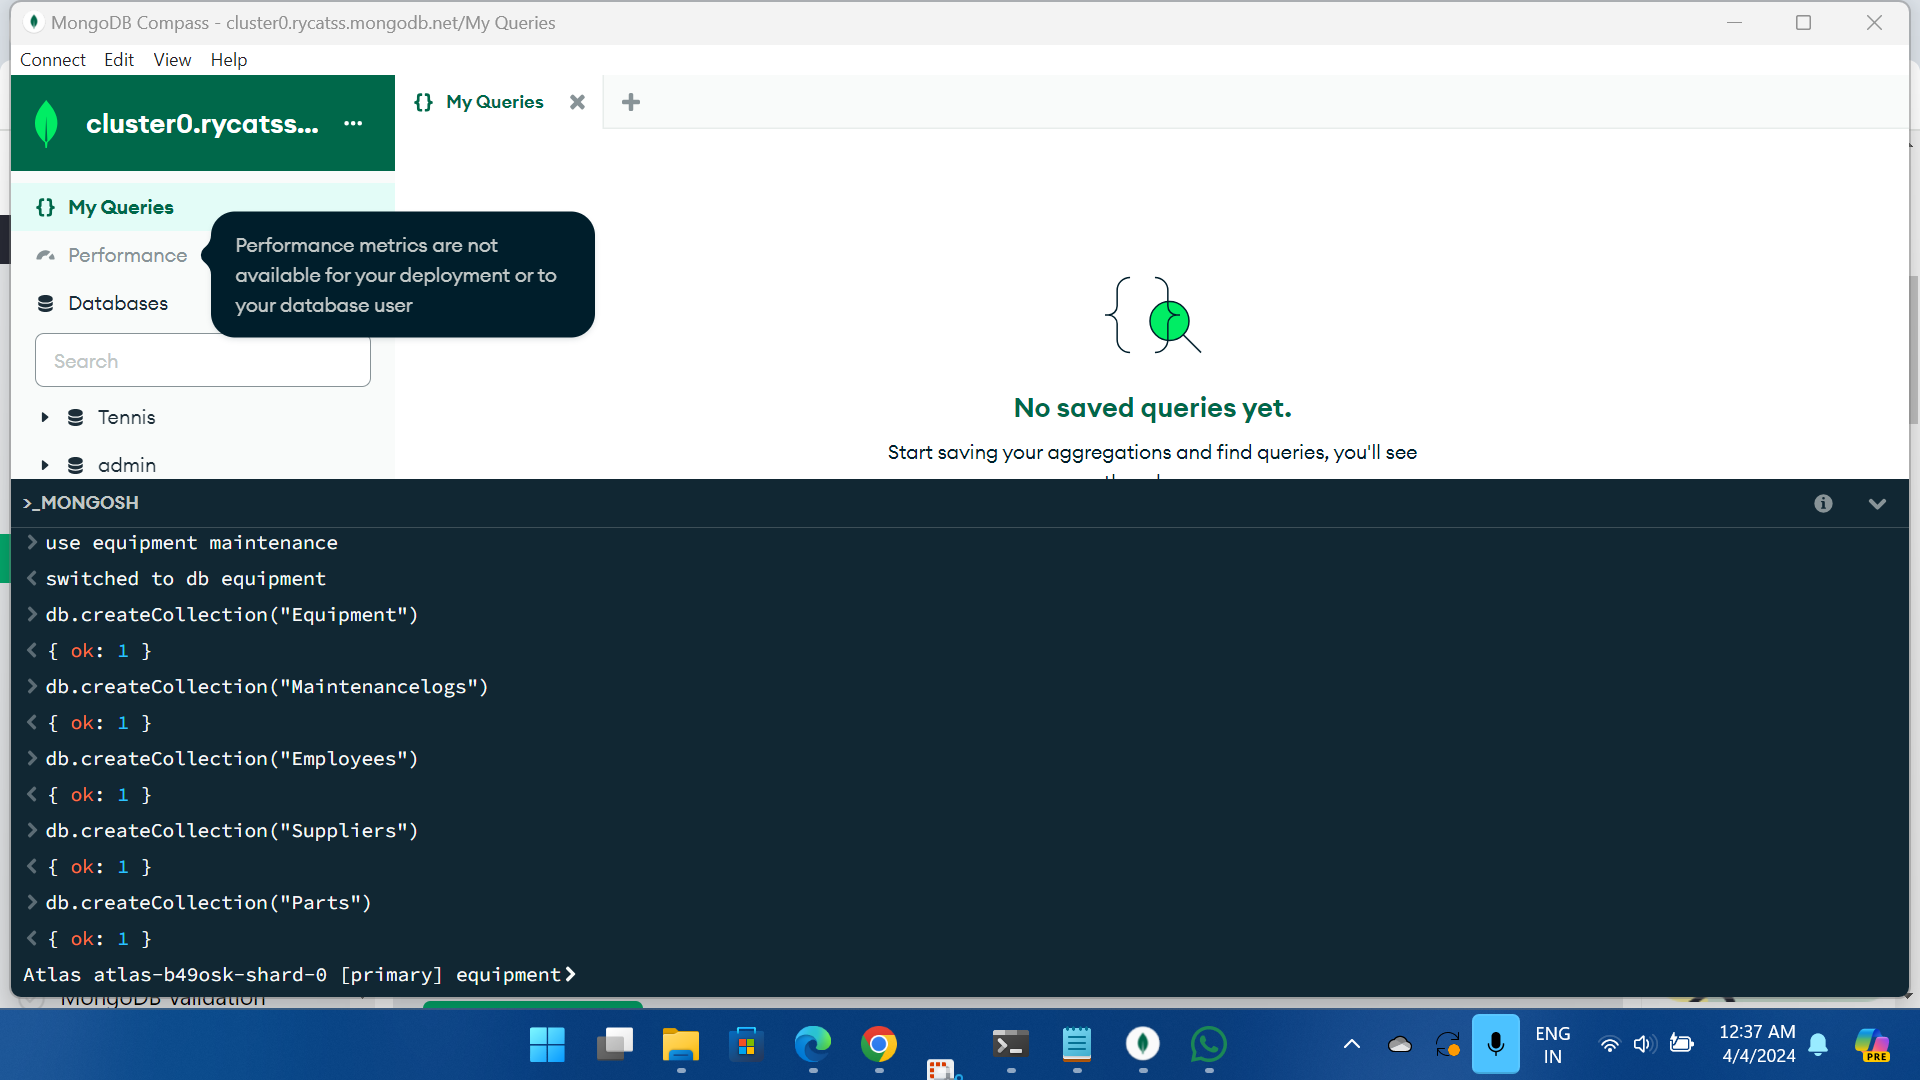 MongoDB Compass - cluster0.rycatss.mongodb.net/My Queries
Connect Edit View Help
cluster0.rycatss... ...
{} My Queries
{} My Queries
Performance
Performance metrics are not
available for your deployment or to
your database user
Databases
Search
Tennis
admin
No saved queries yet.
Start saving your aggregations and find queries, you'll see
>_MONGOSH
> use equipment maintenance
< switched to db equipment
> db.createCollection("Equipment")
< { ok: 1 }
> db.createCollection("Maintenancelogs")
< { ok: 1 }
> db.createCollection("Employees")
< { ok: 1 }
> db.createCollection("Suppliers")
< { ok: 1 }
> db.createCollection("Parts")
< { ok: 1 }
Atlas atlas-b49osk-shard-0 [primary] equipment>
MongoDB Validation
ENG
IN
12:37 AM
4/4/2024
PRE